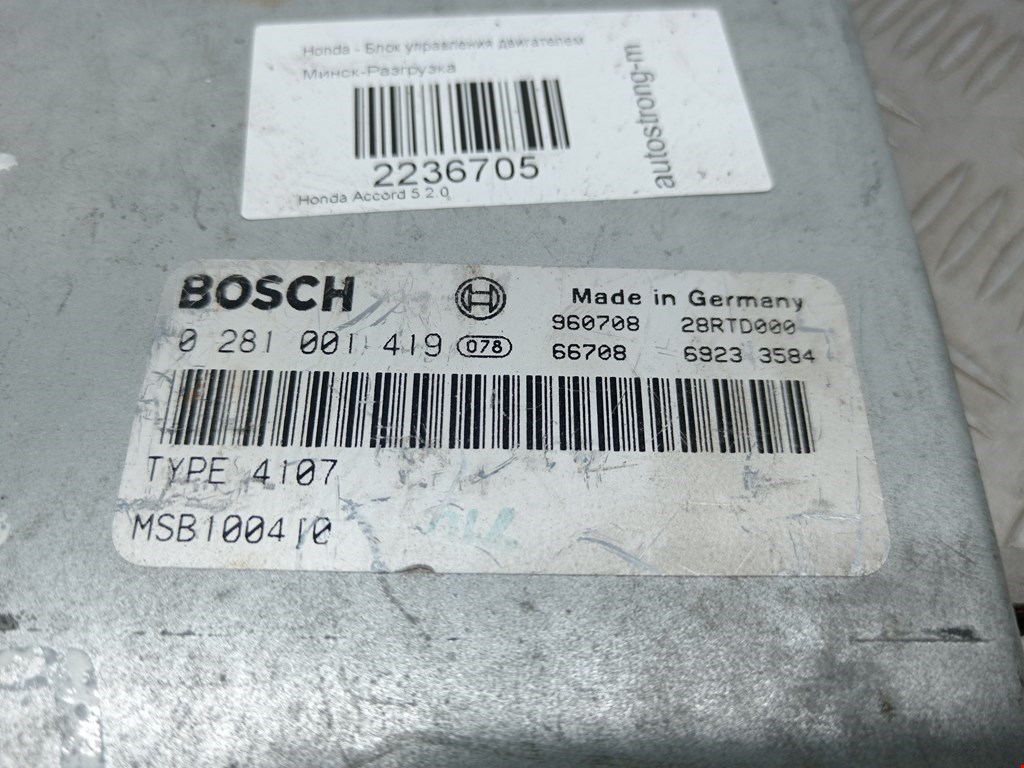 Honda - Блок управления двигателем
Минск-Разгрузка
2236705
Honda Accord 5 2.0
autostrong-m
BOSCH
Made in Germany
0 281 001 419 078
960708 28RTD000
66708 6923 3584
TYPE 4107
MSB100410